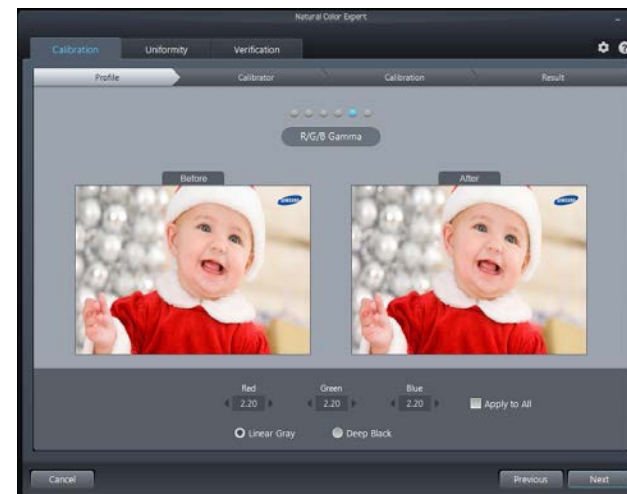 Natural Color Expert
Calibration Uniformity Verification
Profile Calibrator Calibration Result
R/G/B Gamma
Before After
SAMSUNG SAMSUNG
Red Green Blue
2.20 2.20 2.20 Apply to All
Linear Gray Deep Black
Cancel Previous Next